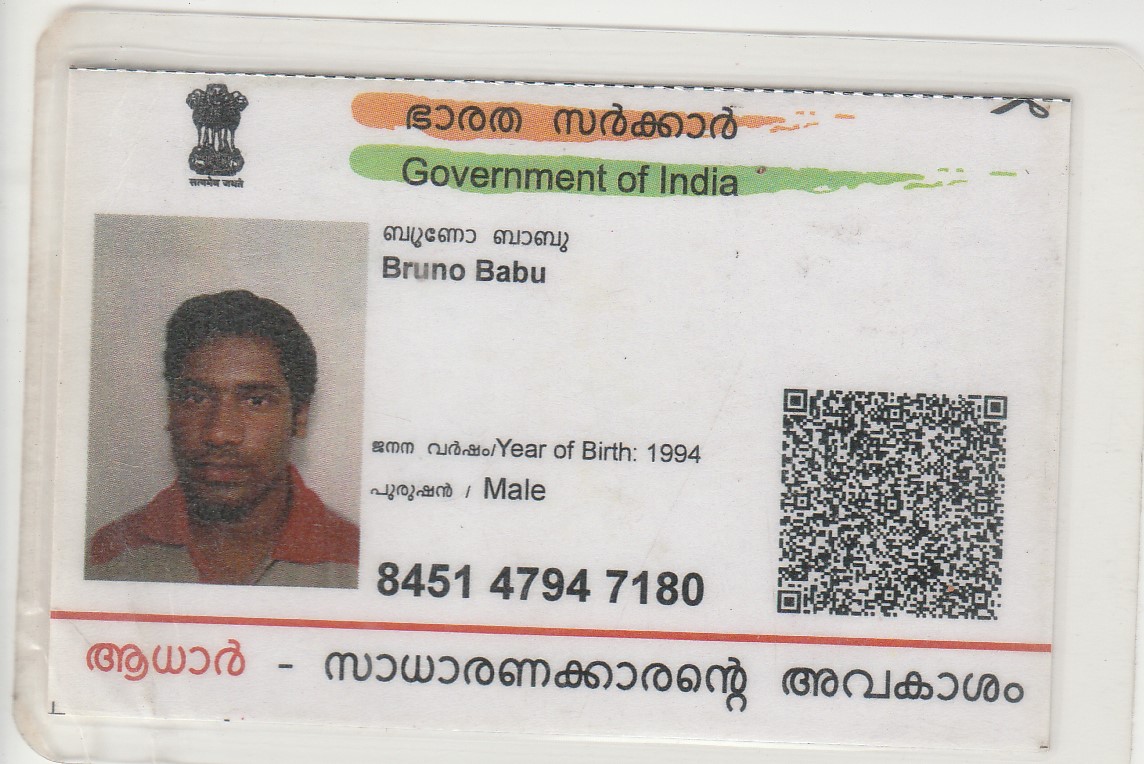 सत्यमेव जयते
ഭാരത സർക്കാർ
Government of India
ബ്രുണോ ബാബു
Bruno Babu
ജനന വർഷം/Year of Birth: 1994
പുരുഷൻ / Male
8451 4794 7180
ആധാർ - സാധാരണക്കാരന്റെ അവകാശം